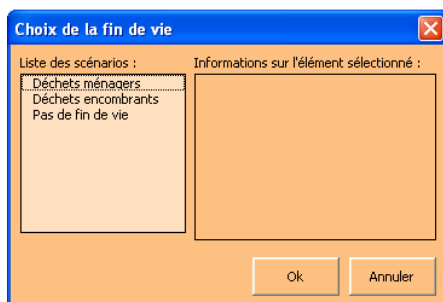 Choix de la fin de vie
Liste des scénarios :
Informations sur l'élément sélectionné :
Déchets ménagers
Déchets encombrants
Pas de fin de vie
Ok
Annuler